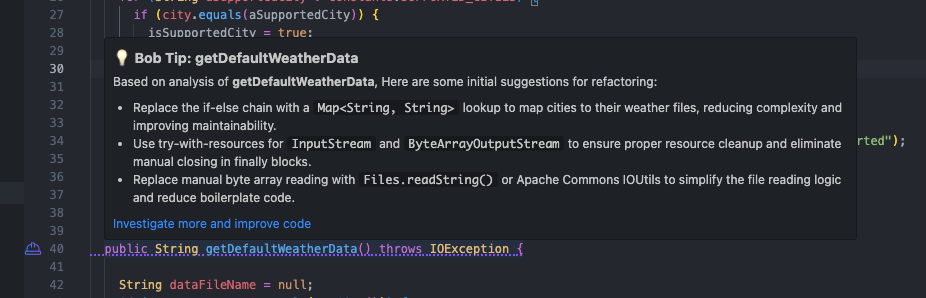 27 if (city.equals(aSupportedCity)) {
28 isSupportedCity = true;
29
💡 Bob Tip: getDefaultWeatherData
30
Based on analysis of getDefaultWeatherData, Here are some initial suggestions for refactoring:
31
• Replace the if-else chain with a Map<String, String> lookup to map cities to their weather files, reducing complexity and
32
improving maintainability.
33
34 rted");
• Use try-with-resources for InputStream and ByteArrayOutputStream to ensure proper resource cleanup and eliminate
35
manual closing in finally blocks.
36
• Replace manual byte array reading with Files.readString() or Apache Commons IOUtils to simplify the file reading logic
37
and reduce boilerplate code.
38
Investigate more and improve code
39
40 public String getDefaultWeatherData() throws IOException {
41
42 String dataFileName = null;